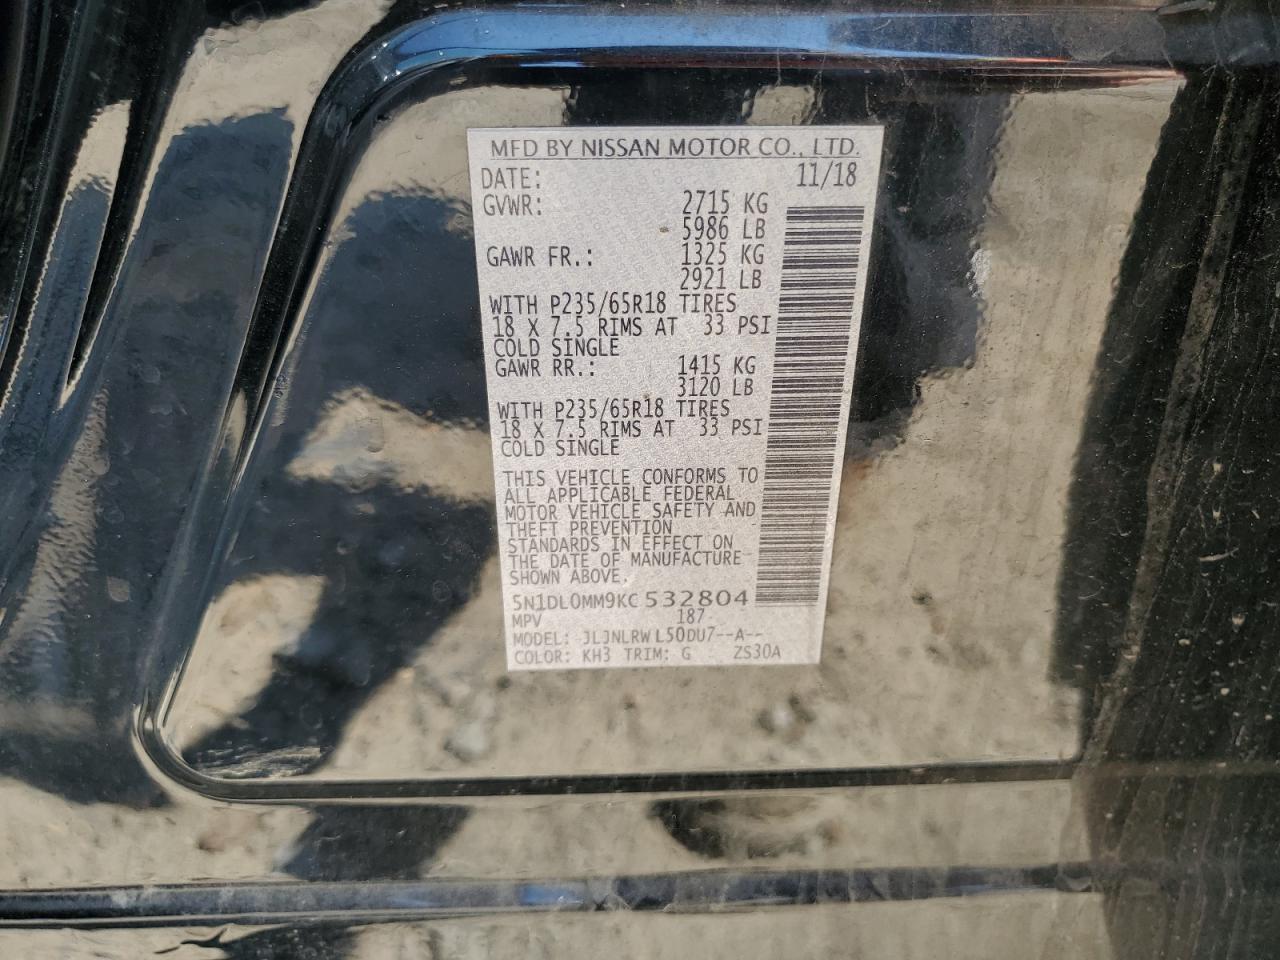 MFD BY NISSAN MOTOR CO., LTD.
DATE: 11/18
GVWR: 2715 KG
5986 LB
GAWR FR.: 1325 KG
2921 LB
WITH P235/65R18 TIRES
18 X 7.5 RIMS AT 33 PSI
COLD SINGLE
GAWR RR.: 1415 KG
3120 LB
WITH P235/65R18 TIRES
18 X 7.5 RIMS AT 33 PSI
COLD SINGLE
THIS VEHICLE CONFORMS TO
ALL APPLICABLE FEDERAL
MOTOR VEHICLE SAFETY AND
THEFT PREVENTION
STANDARDS IN EFFECT ON
THE DATE OF MANUFACTURE
SHOWN ABOVE.
5N1DL0MM9KC532804
MPV 187
MODEL: JLJNLRWL50DU7--A--
COLOR: KH3 TRIM: G ZS30A